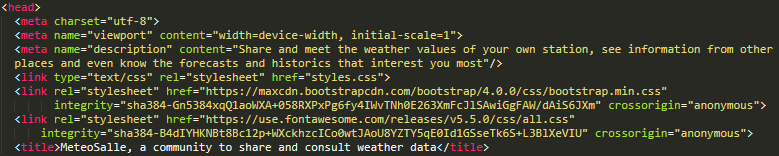 <head>
<meta charset="utf-8">
<meta name="viewport" content="width=device-width, initial-scale=1">
<meta name="description" content="Share and meet the weather values of your own station, see information from other
places and even know the forecasts and historics that interest you most"/>
<link type="text/css" rel="stylesheet" href="styles.css">
<link rel="stylesheet" href="https://maxcdn.bootstrapcdn.com/bootstrap/4.0.0/css/bootstrap.min.css"
integrity="sha384-Gn5384xqQ1aoWXA+058RXPxPg6fy4IWvTNh0E263XmFcJlSAwiGgFAW/dAiS6JXm" crossorigin="anonymous">
<link rel="stylesheet" href="https://use.fontawesome.com/releases/v5.5.0/css/all.css"
integrity="sha384-B4dIYHKNBt8Bc12p+WXckhzcICo0wtJAoU8YZTY5qE0Id1GSseTk6S+L3BlXeVIU" crossorigin="anonymous">
<title>MeteoSalle, a community to share and consult weather data</title>